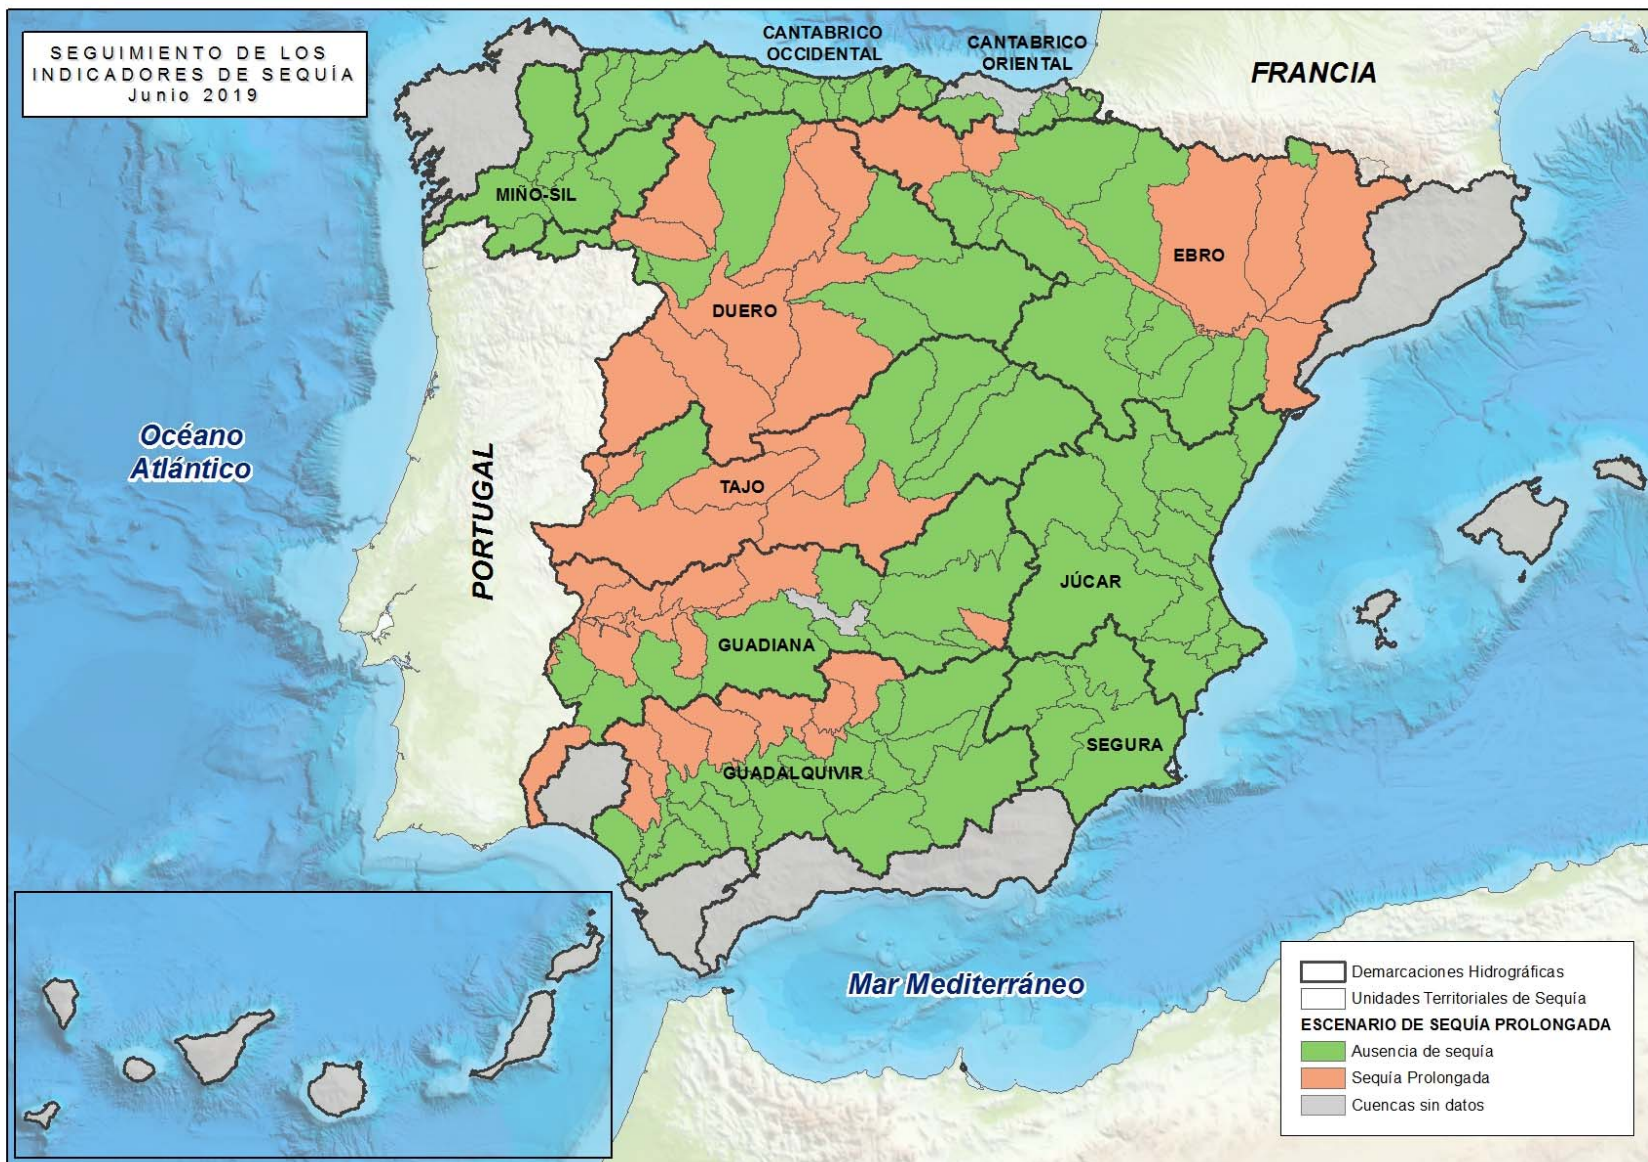 SEGUIMIENTO DE LOS
INDICADORES DE SEQUÍA
Junio 2019
CANTABRICO
OCCIDENTAL
CANTABRICO
ORIENTAL
FRANCIA
MIÑO-SIL
EBRO
DUERO
Océano
Atlántico
PORTUGAL
TAJO
JÚCAR
GUADIANA
SEGURA
GUADALQUIVIR
Mar Mediterráneo
Demarcaciones Hidrográficas
Unidades Territoriales de Sequía
ESCENARIO DE SEQUÍA PROLONGADA
Ausencia de sequía
Sequía Prolongada
Cuencas sin datos